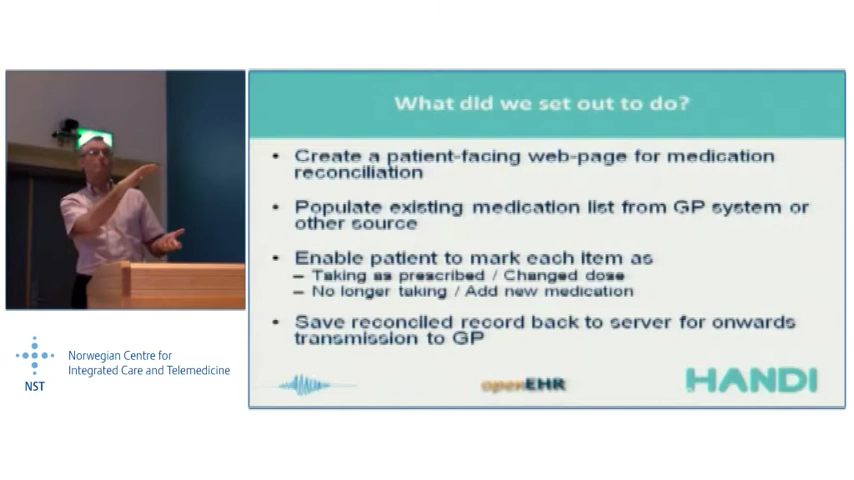 What did we set out to do?
• Create a patient-facing web-page for medication
reconciliation
• Populate existing medication list from GP system or
other source
• Enable patient to mark each item as
– Taking as prescribed / Changed dose
– No longer taking / Add new medication
• Save reconciled record back to server for onwards
transmission to GP
Norwegian Centre for
Integrated Care and Telemedicine
NST
openEHR
HANDI